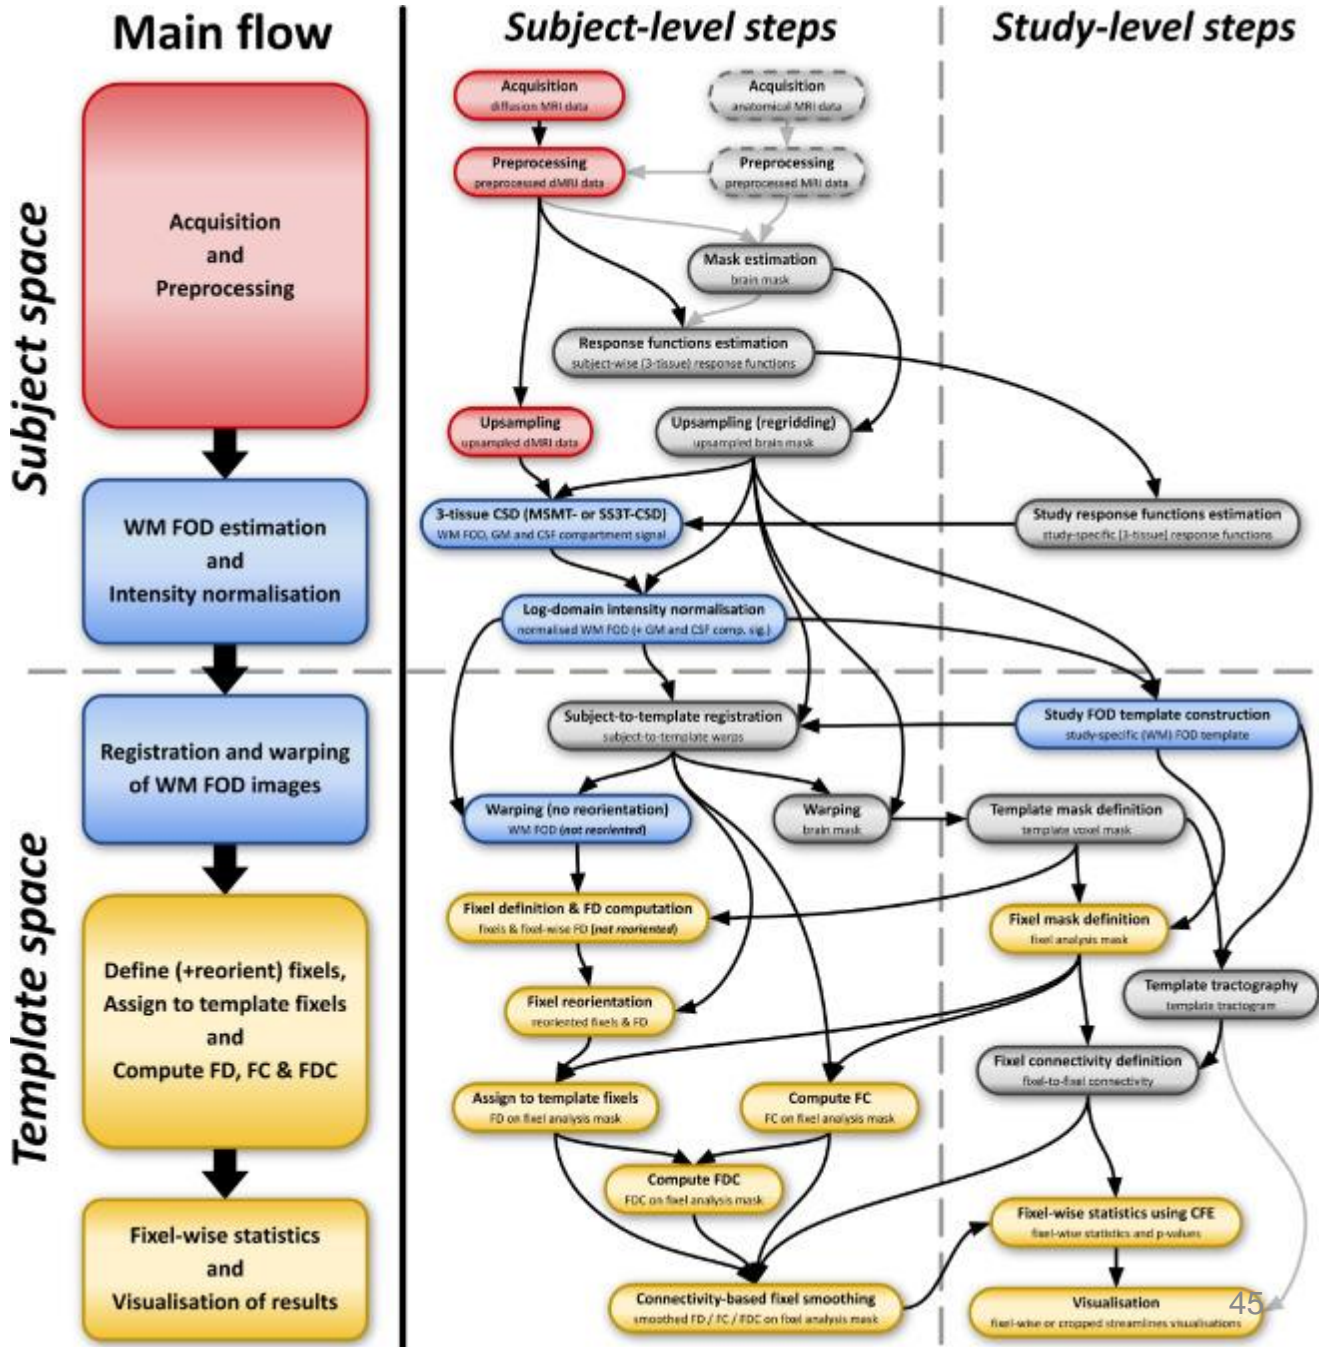 Main flow
Subject-level steps
Study-level steps
Subject space
Template space
Acquisition
and
Preprocessing
WM FOD estimation
and
Intensity normalisation
Registration and warping
of WM FOD images
Define (+reorient) fixels,
Assign to template fixels
and
Compute FD, FC & FDC
Fixel-wise statistics
and
Visualisation of results
Acquisition
diffusion MRI data
Acquisition
anatomical MRI data
Preprocessing
preprocessed dMRI data
Preprocessing
preprocessed MRI data
Mask estimation
brain mask
Response functions estimation
subject-wise (3-tissue) response functions
Upsampling
upsampled dMRI data
Upsampling (regridding)
upsampled brain mask
3-tissue CSD (MSMT- or SS3T-CSD)
WM FOD, GM and CSF compartment signal
Study response functions estimation
study-specific (3-tissue) response functions
Log-domain intensity normalisation
normalised WM FOD (+ GM and CSF comp. sig.)
Subject-to-template registration
subject-to-template warps
Study FOD template construction
study-specific (WM) FOD template
Warping (no reorientation)
WM FOD (not reoriented)
Warping
brain mask
Template mask definition
template voxel mask
Fixel definition & FD computation
fixels & fixel-wise FD (not reoriented)
Fixel mask definition
fixel analysis mask
Fixel reorientation
reoriented fixels & FD
Template tractography
template tractogram
Fixel connectivity definition
fixel-to-fixel connectivity
Assign to template fixels
FD on fixel analysis mask
Compute FC
FC on fixel analysis mask
Compute FDC
FDC on fixel analysis mask
Fixel-wise statistics using CFE
fixel-wise statistics and p-values
Connectivity-based fixel smoothing
smoothed FD / FC / FDC on fixel analysis mask
Visualisation
fixel-wise or cropped streamlines visualisations
45